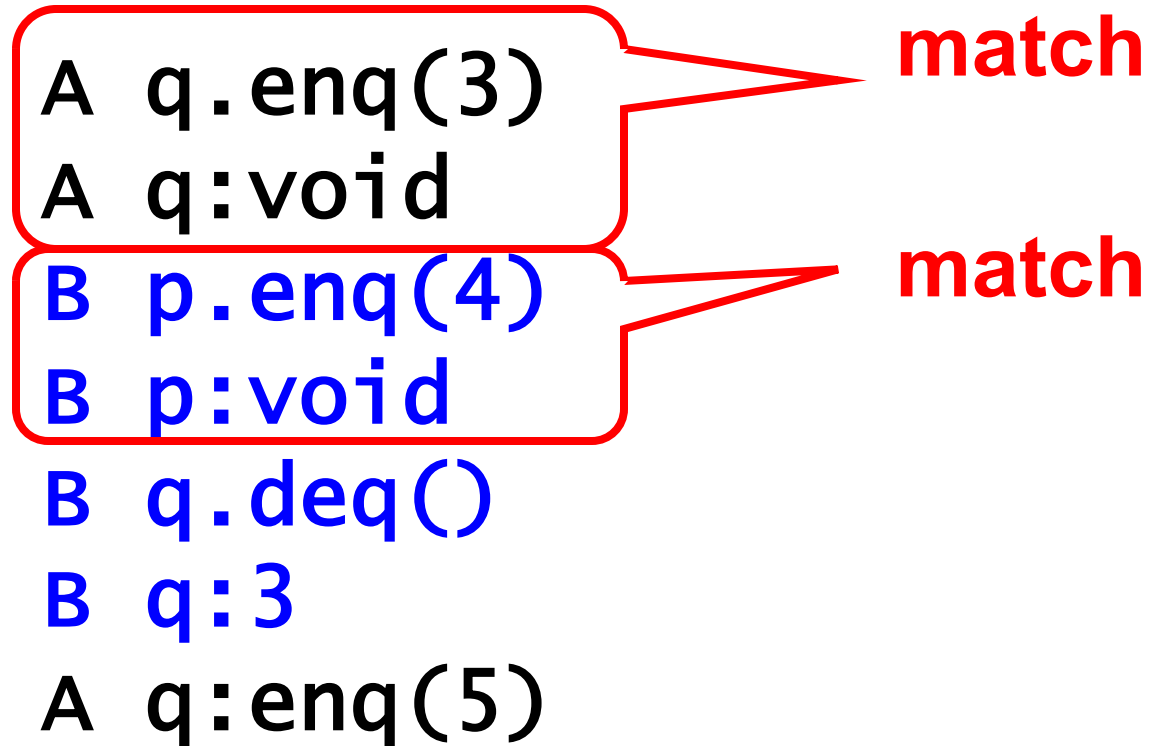 match
A q.enq(3)
A q:void
match
B p.enq(4)
B p:void
B q.deq()
B q:3
A q:enq(5)